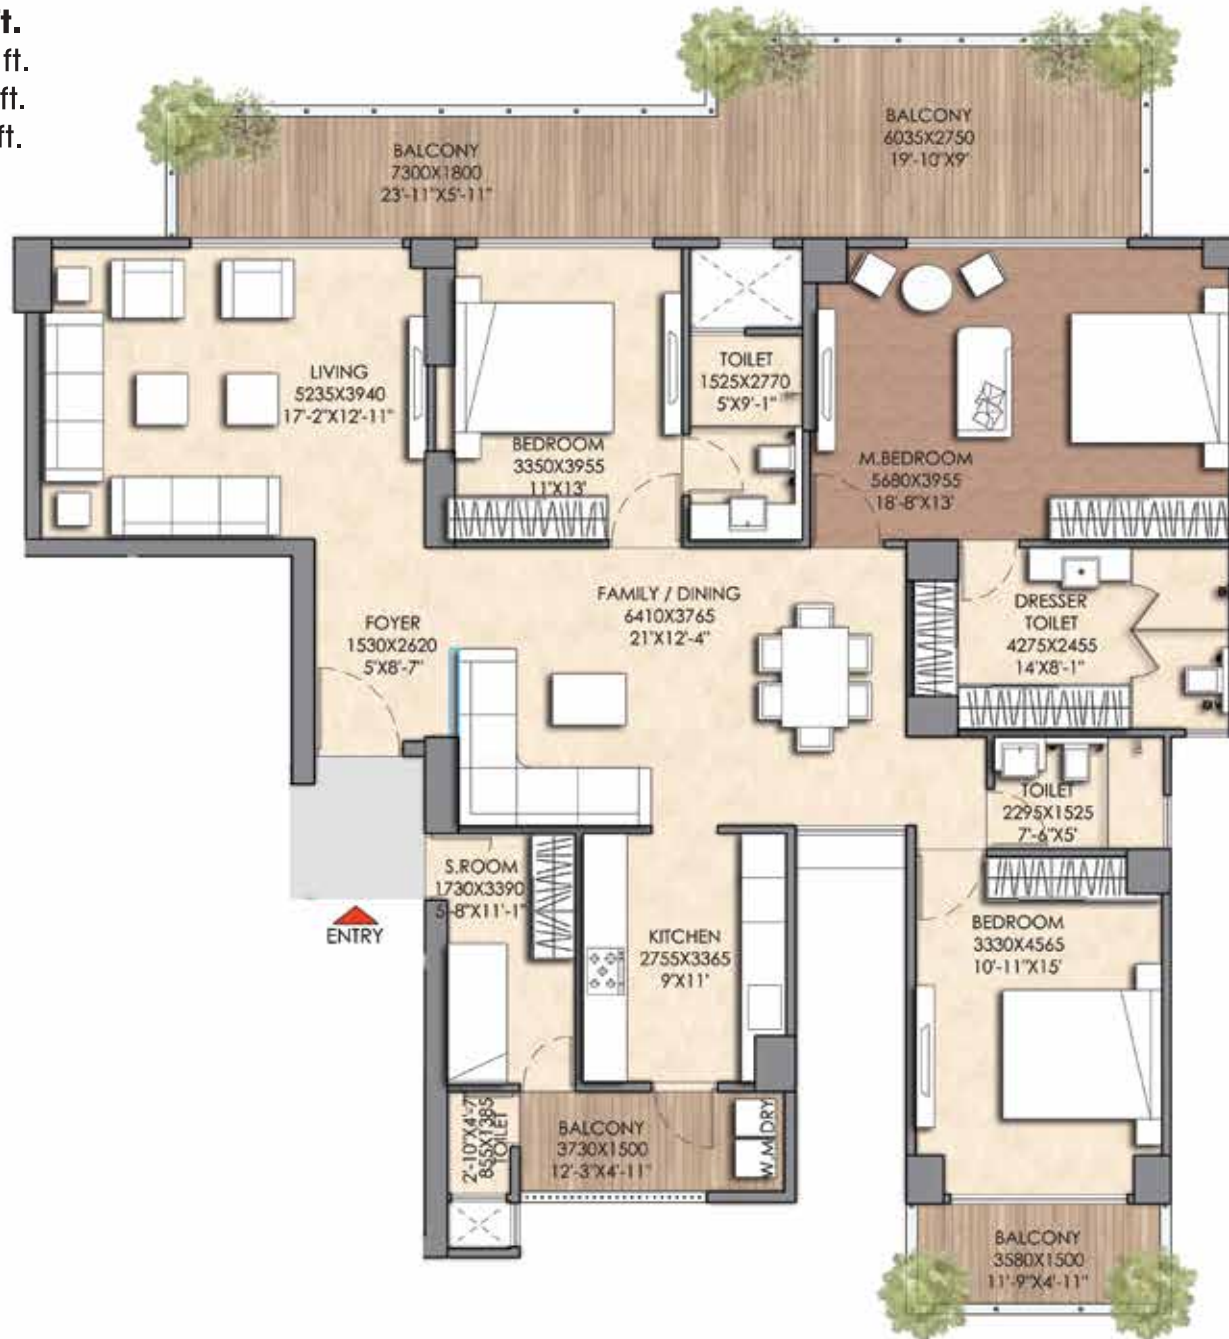 ft.
ft.
ft.
ft.
BALCONY
6035X2750
19'-10"X9'
BALCONY
7300X1800
23'-11"X5'-11"
LIVING
5235X3940
17'-2"X12'-11"
BEDROOM
3350X3955
11'X13'
TOILET
1525X2770
5'X9'-1"
M.BEDROOM
5680X3955
18'-8"X13'
FOYER
1530X2620
5'X8'-7"
FAMILY / DINING
6410X3765
21'X12'-4"
DRESSER
TOILET
4275X2455
14'X8'-1"
TOILET
2295X1525
7'-6"X5'
S.ROOM
1730X3390
5'-8"X11'-1"
ENTRY
KITCHEN
2755X3365
9'X11'
BEDROOM
3330X4565
10'-11"X15'
2'-10"X4'-7"
855X1385
TOILET
BALCONY
3730X1500
12'-3"X4'-11"
W.M/DRY
BALCONY
3580X1500
11'-9"X4'-11"